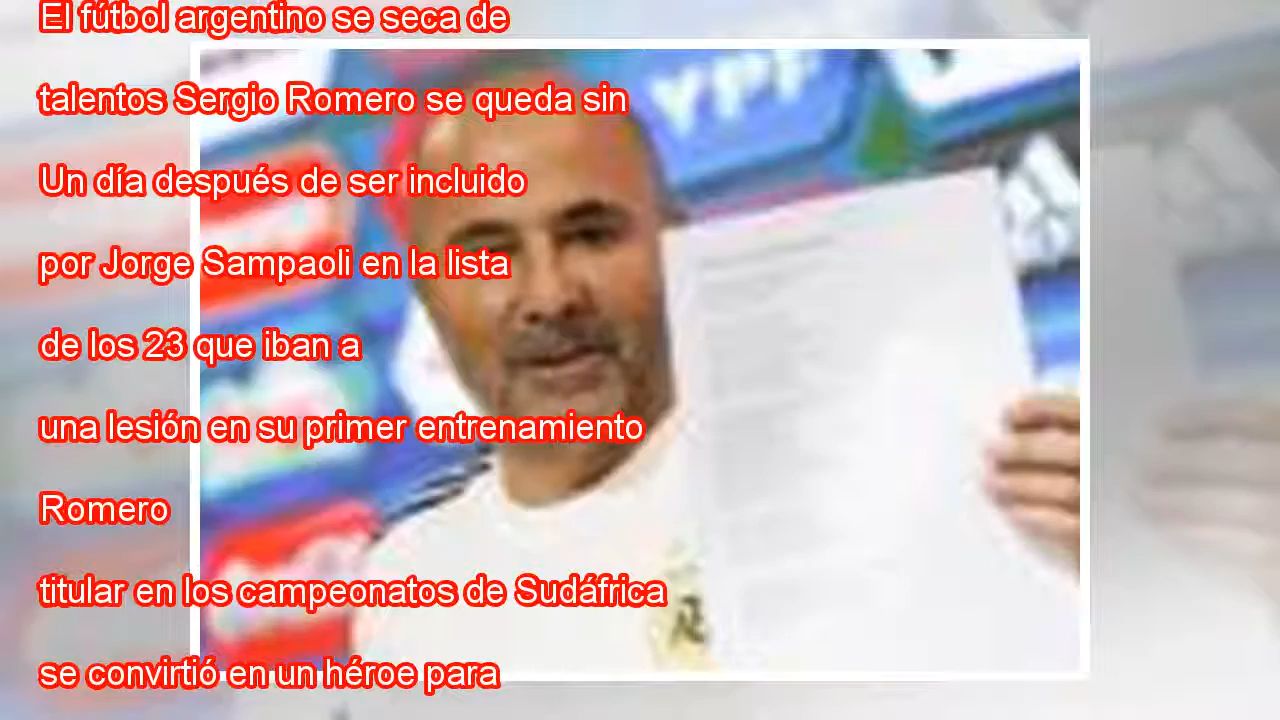 El fútbol argentino se seca de
talentos Sergio Romero se queda sin
Un día después de ser incluido
por Jorge Sampaoli en la lista
de los 23 que iban a
una lesión en su primer entrenamiento
Romero
titular en los campeonatos de Sudáfrica
se convirtió en un héroe para
YPF